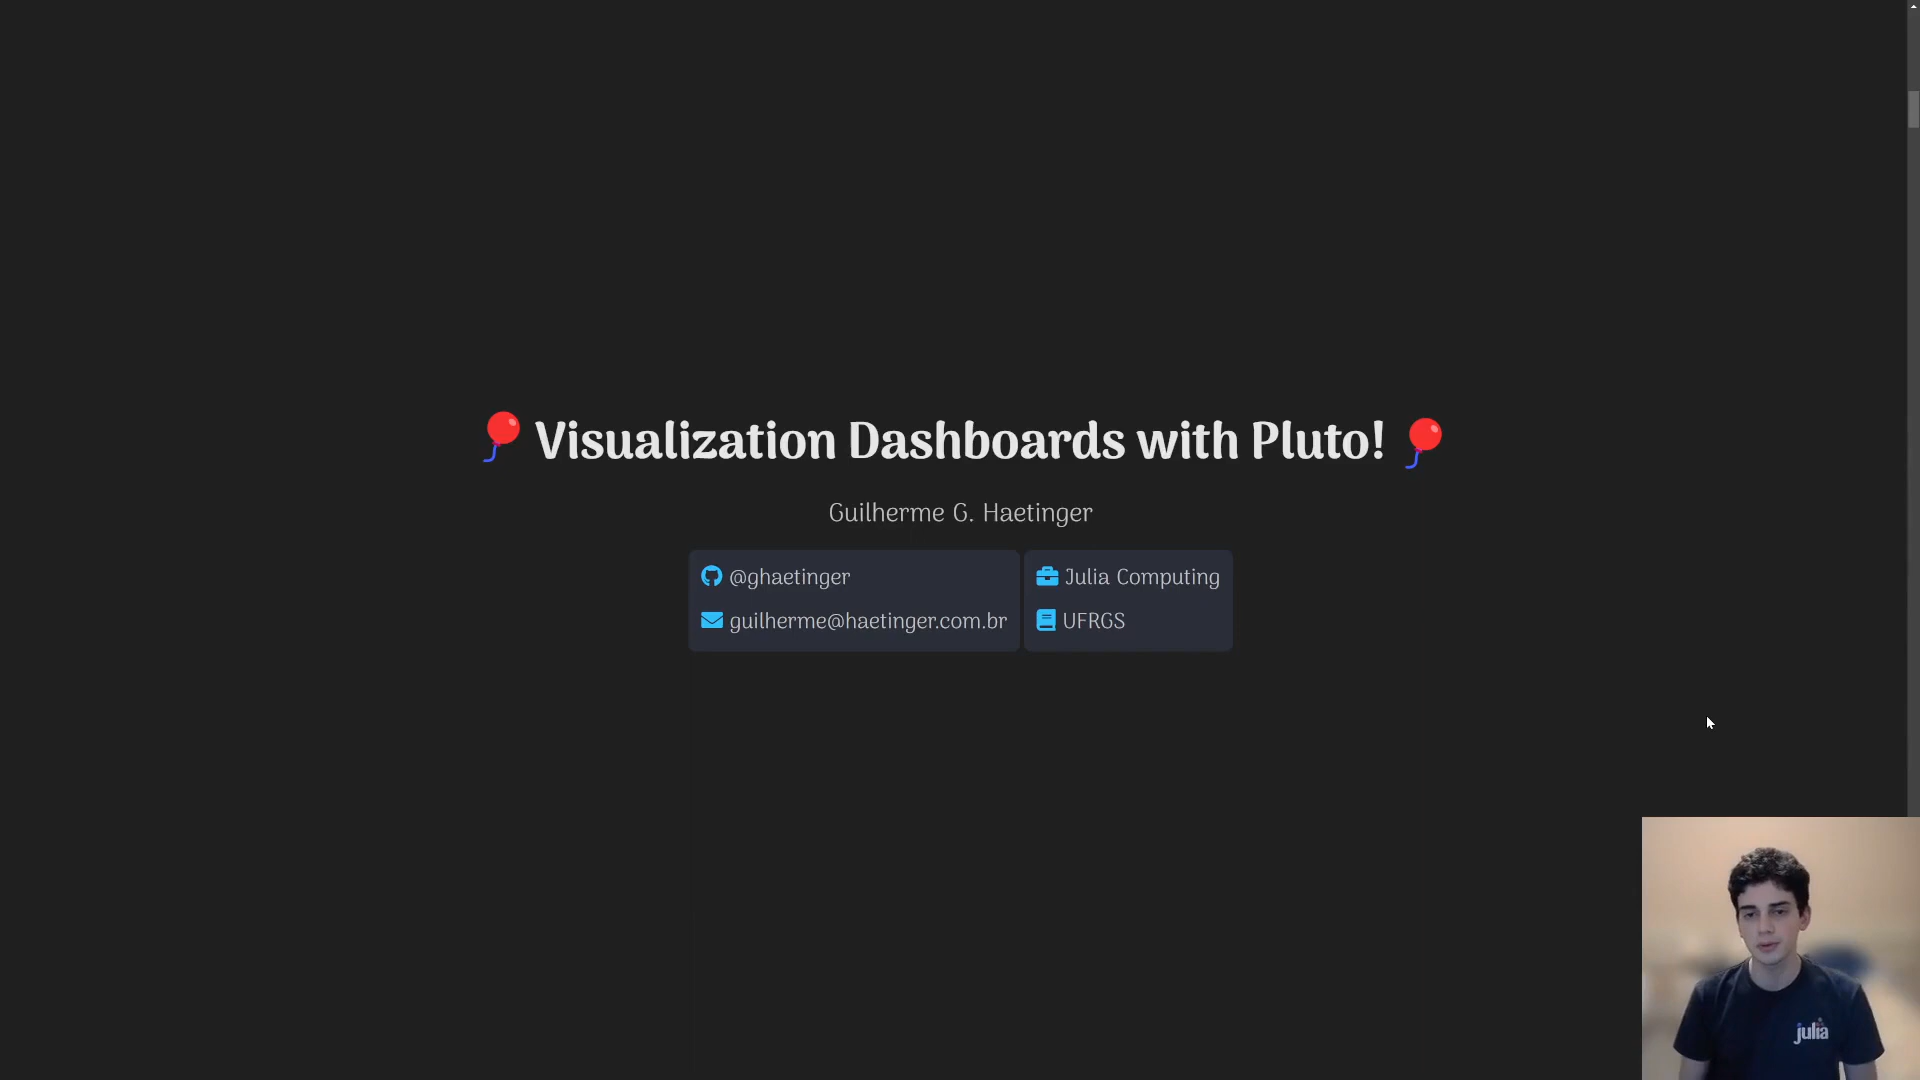 🎈 Visualization Dashboards with Pluto! 🎈
Guilherme G. Haetinger
@ghaetinger
guilherme@haetinger.com.br
Julia Computing
UFRGS
julia